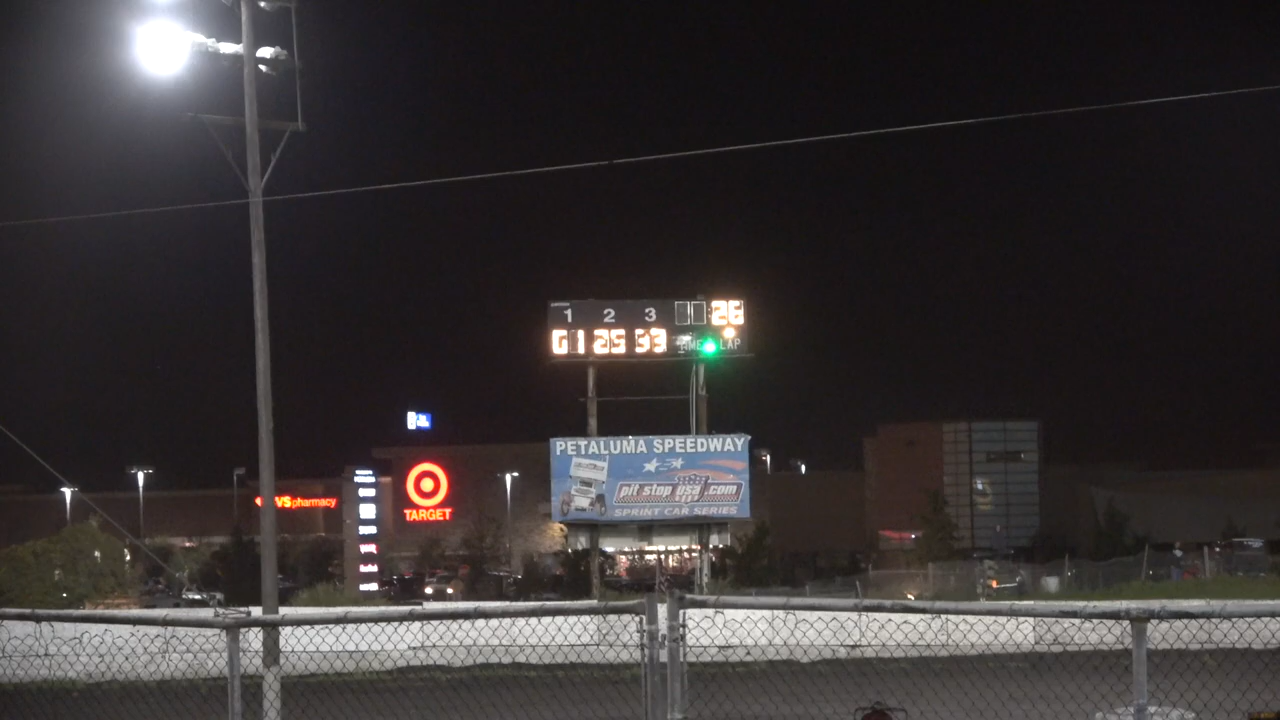 1 2 3 26
G1 25 33 LAP
PETALUMA SPEEDWAY
pit stop usa.com
SPRINT CAR SERIES
CVS pharmacy
TARGET